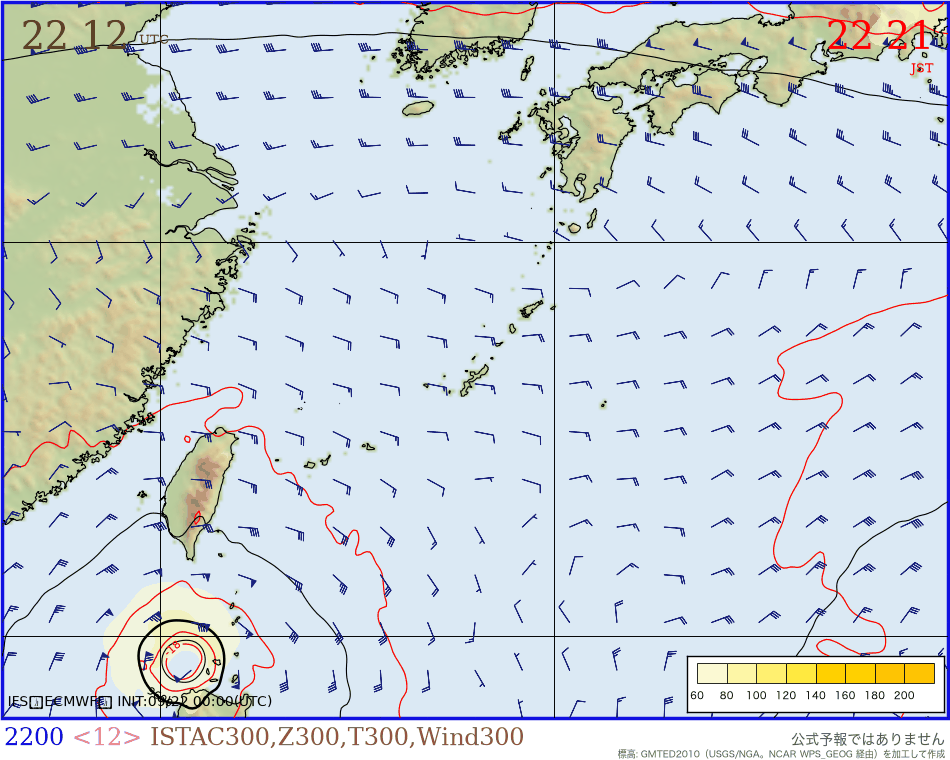 22 12 UTC
22 21
JST
-18
IFS ECMWF INIT:09/22 00:00(UTC)
60 80 100 120 140 160 180 200
2200 <12> ISTAC300,Z300,T300,Wind300
公式予報ではありません
標高: GMTED2010（USGS/NGA。NCAR WPS_GEOG 経由）を加工して作成